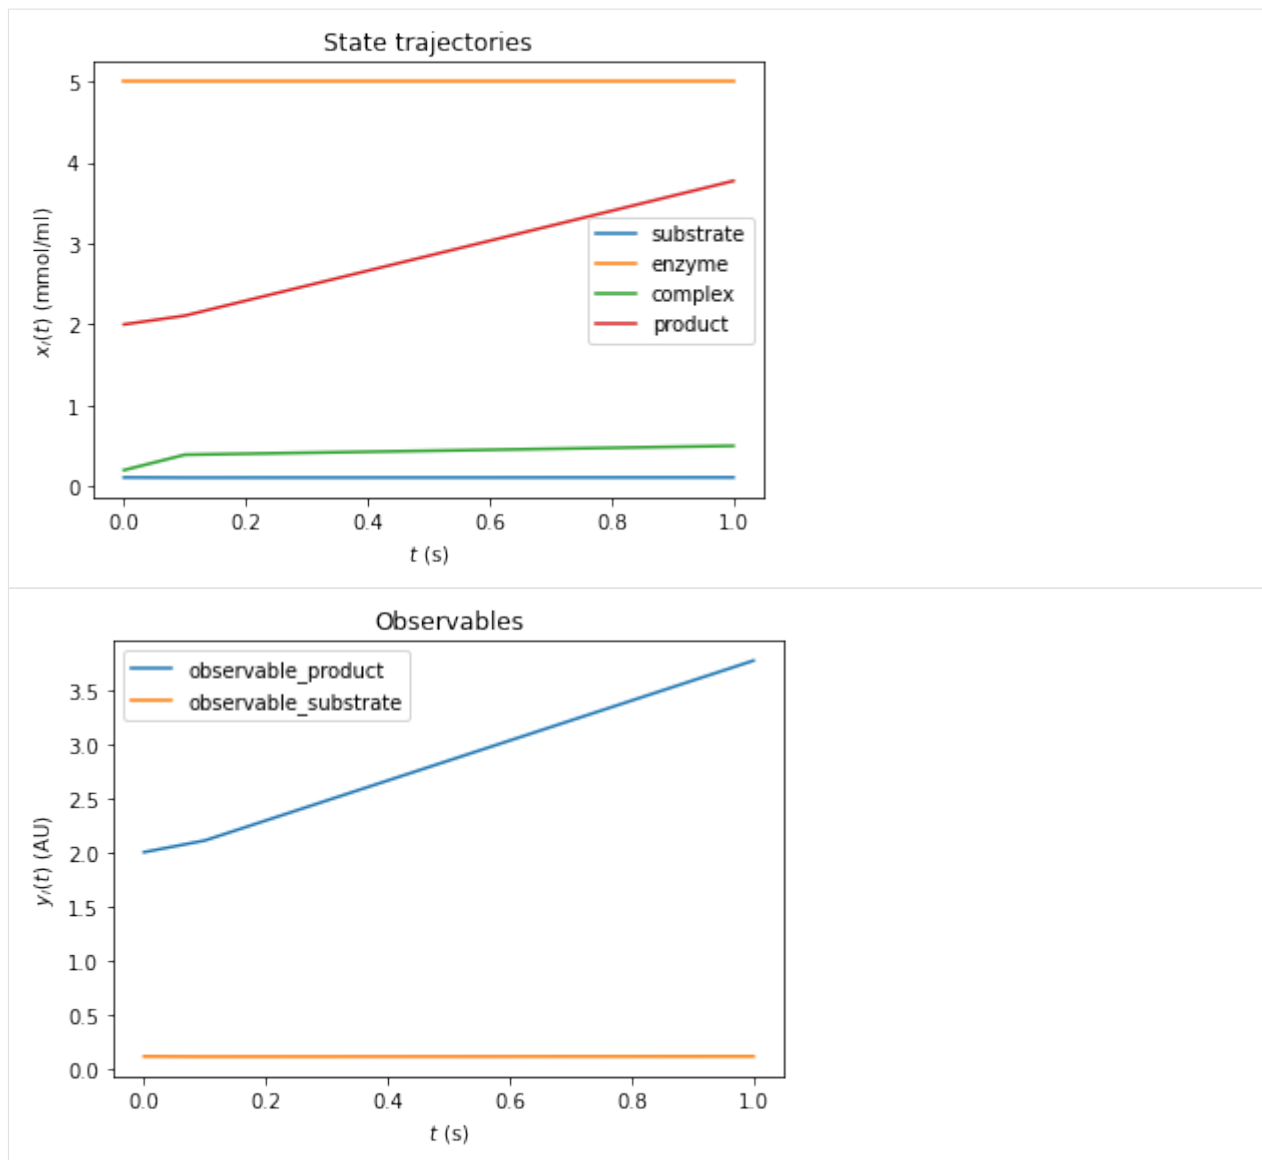 State trajectories
5
4
3
2
1
0
xᵢ(t) (mmol/ml)
substrate
enzyme
complex
product
0.0 0.2 0.4 0.6 0.8 1.0
t (s)
Observables
observable_product
observable_substrate
3.5
3.0
2.5
2.0
1.5
1.0
0.5
0.0
yᵢ(t) (AU)
0.0 0.2 0.4 0.6 0.8 1.0
t (s)